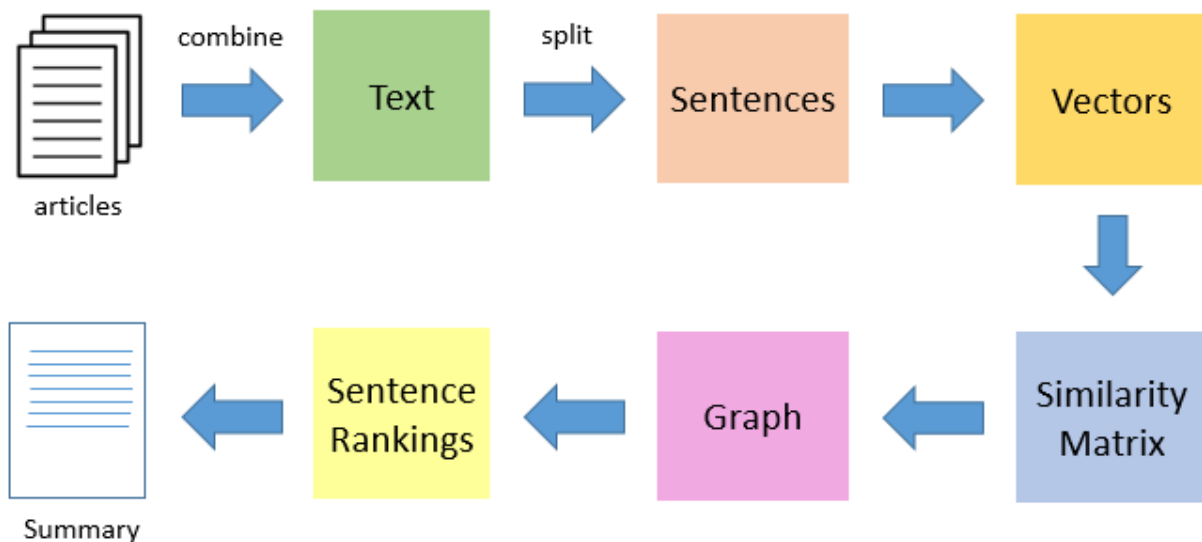 combine
split
Text
Sentences
Vectors
articles
Similarity
Matrix
Graph
Sentence
Rankings
Summary